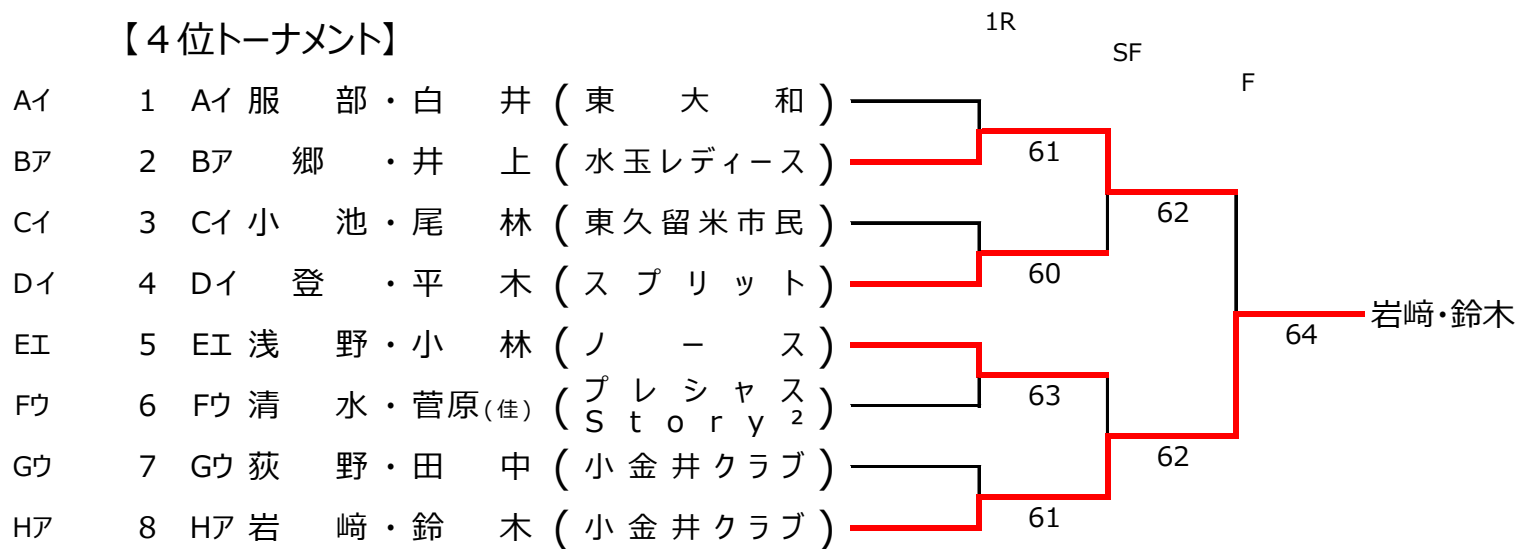 【４位トーナメント】
1R
SF
F
Aイ 1 Aイ 服部・白井 ( 東大和 )
Bア 2 Bア 郷・井上 ( 水玉レディース )
61
Cイ 3 Cイ 小池・尾林 ( 東久留米市民 )
62
Dイ 4 Dイ 登・平木 ( スプリット )
60
岩﨑・鈴木
64
Eエ 5 Eエ 浅野・小林 ( ノース )
Fウ 6 Fウ 清水・菅原(佳) ( プレシャス
Story² )
63
Gウ 7 Gウ 荻野・田中 ( 小金井クラブ )
62
Hア 8 Hア 岩﨑・鈴木 ( 小金井クラブ )
61